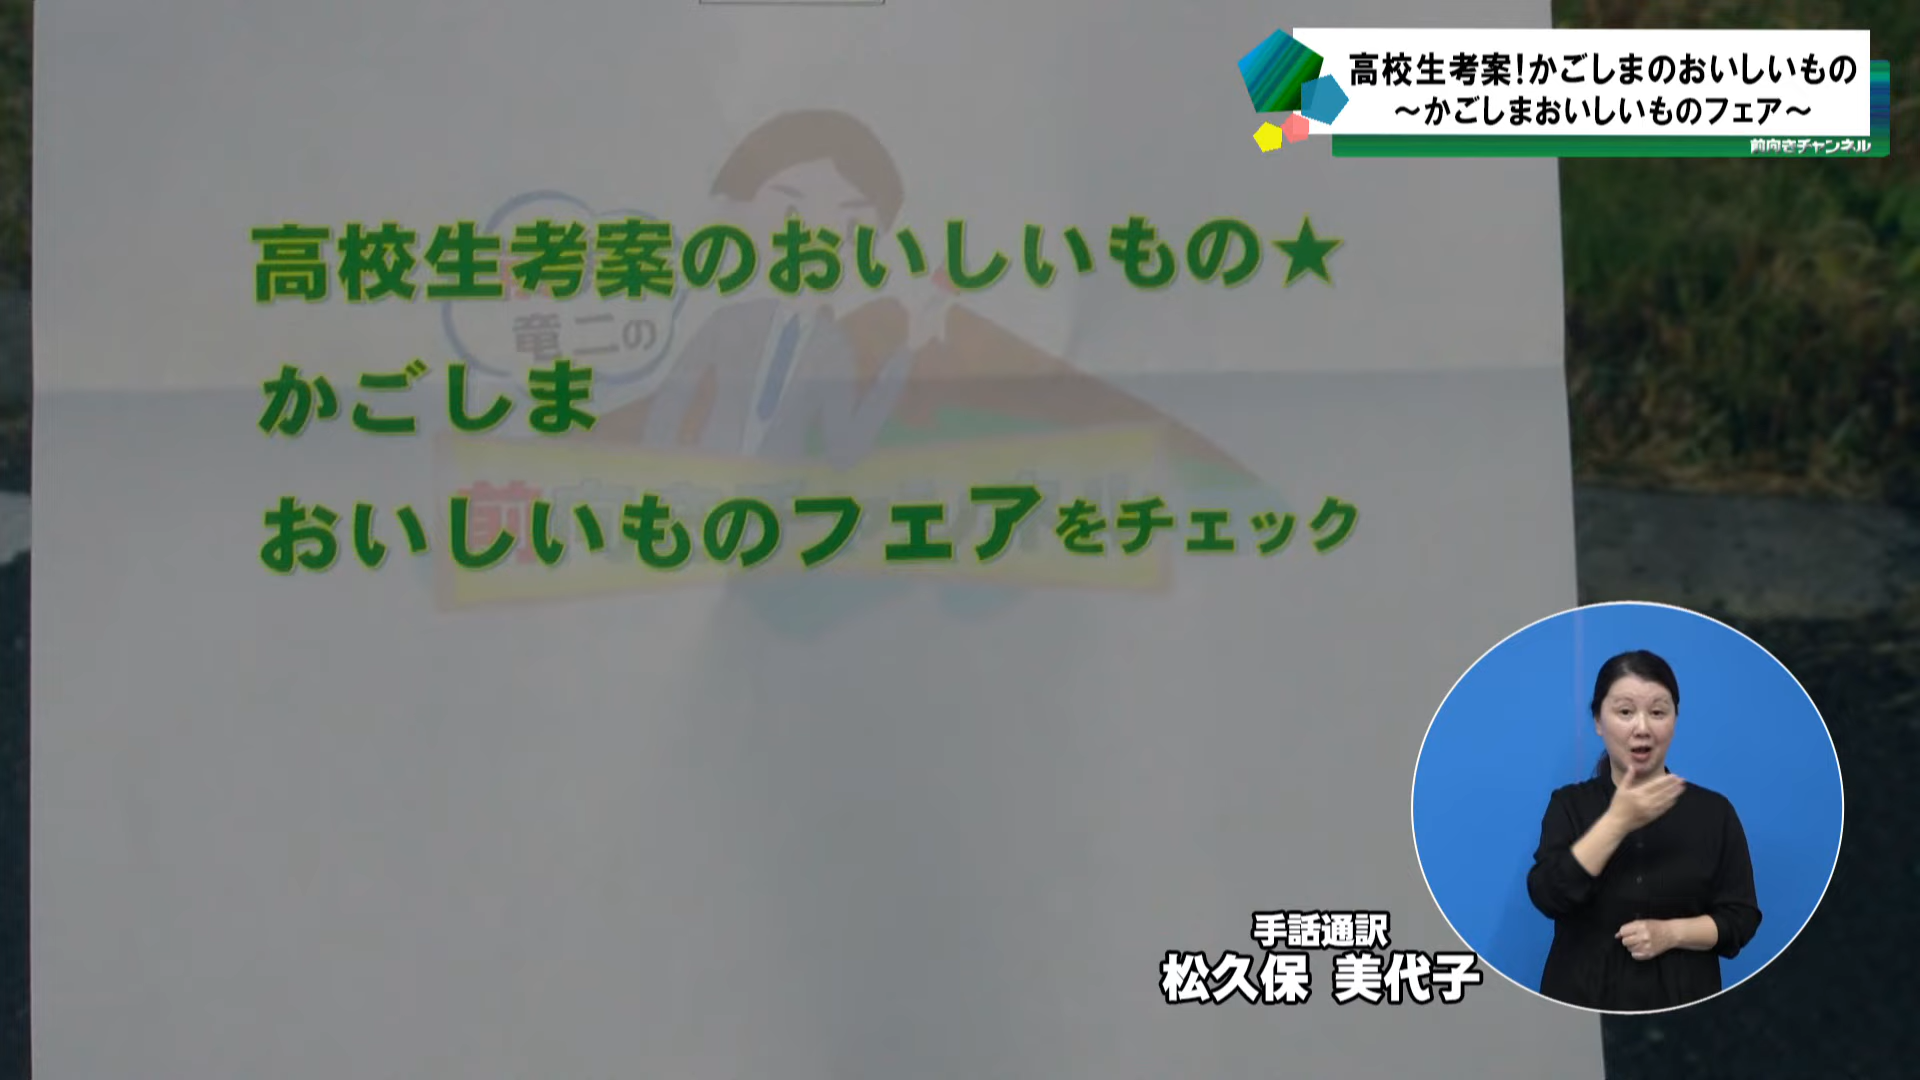 高校生考案!かごしまのおいしいもの
～かごしまおいしいものフェア～
前向きチャンネル
高校生考案のおいしいもの★
竜二の
かごしま
おいしいものフェアをチェック
手話通訳
松久保 美代子